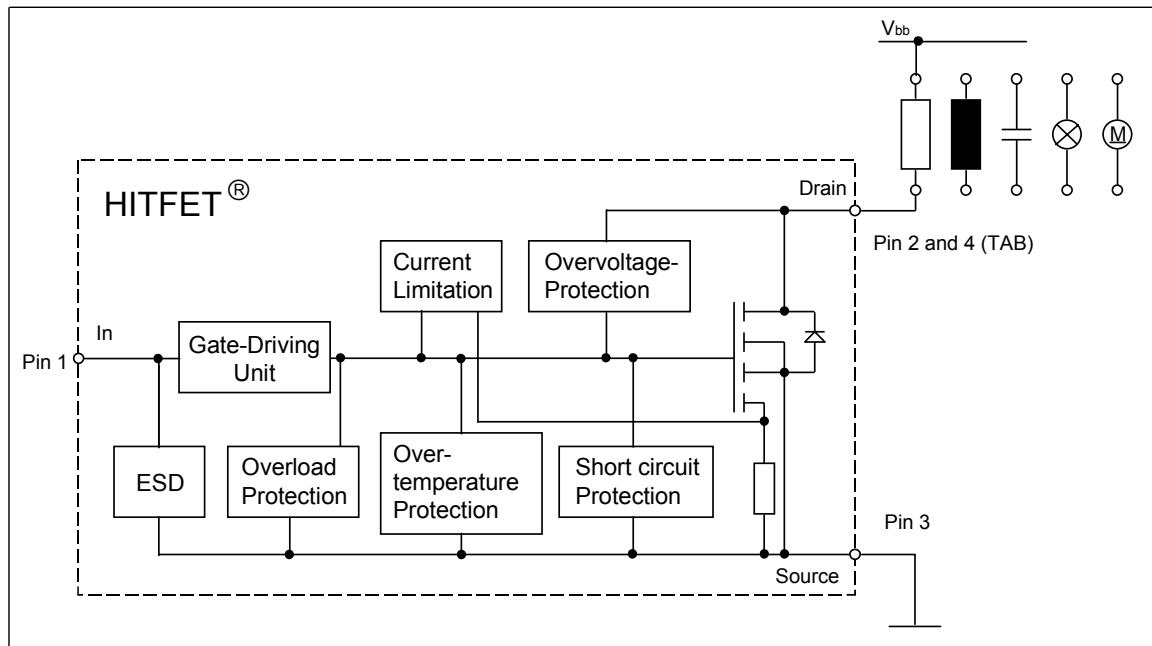 Vbb
HITFET ®
Drain
Pin 2 and 4 (TAB)
Current
Limitation
Overvoltage-
Protection
In
Pin 1
Gate-Driving
Unit
M
ESD
Overload
Protection
Over-
temperature
Protection
Short circuit
Protection
Pin 3
Source